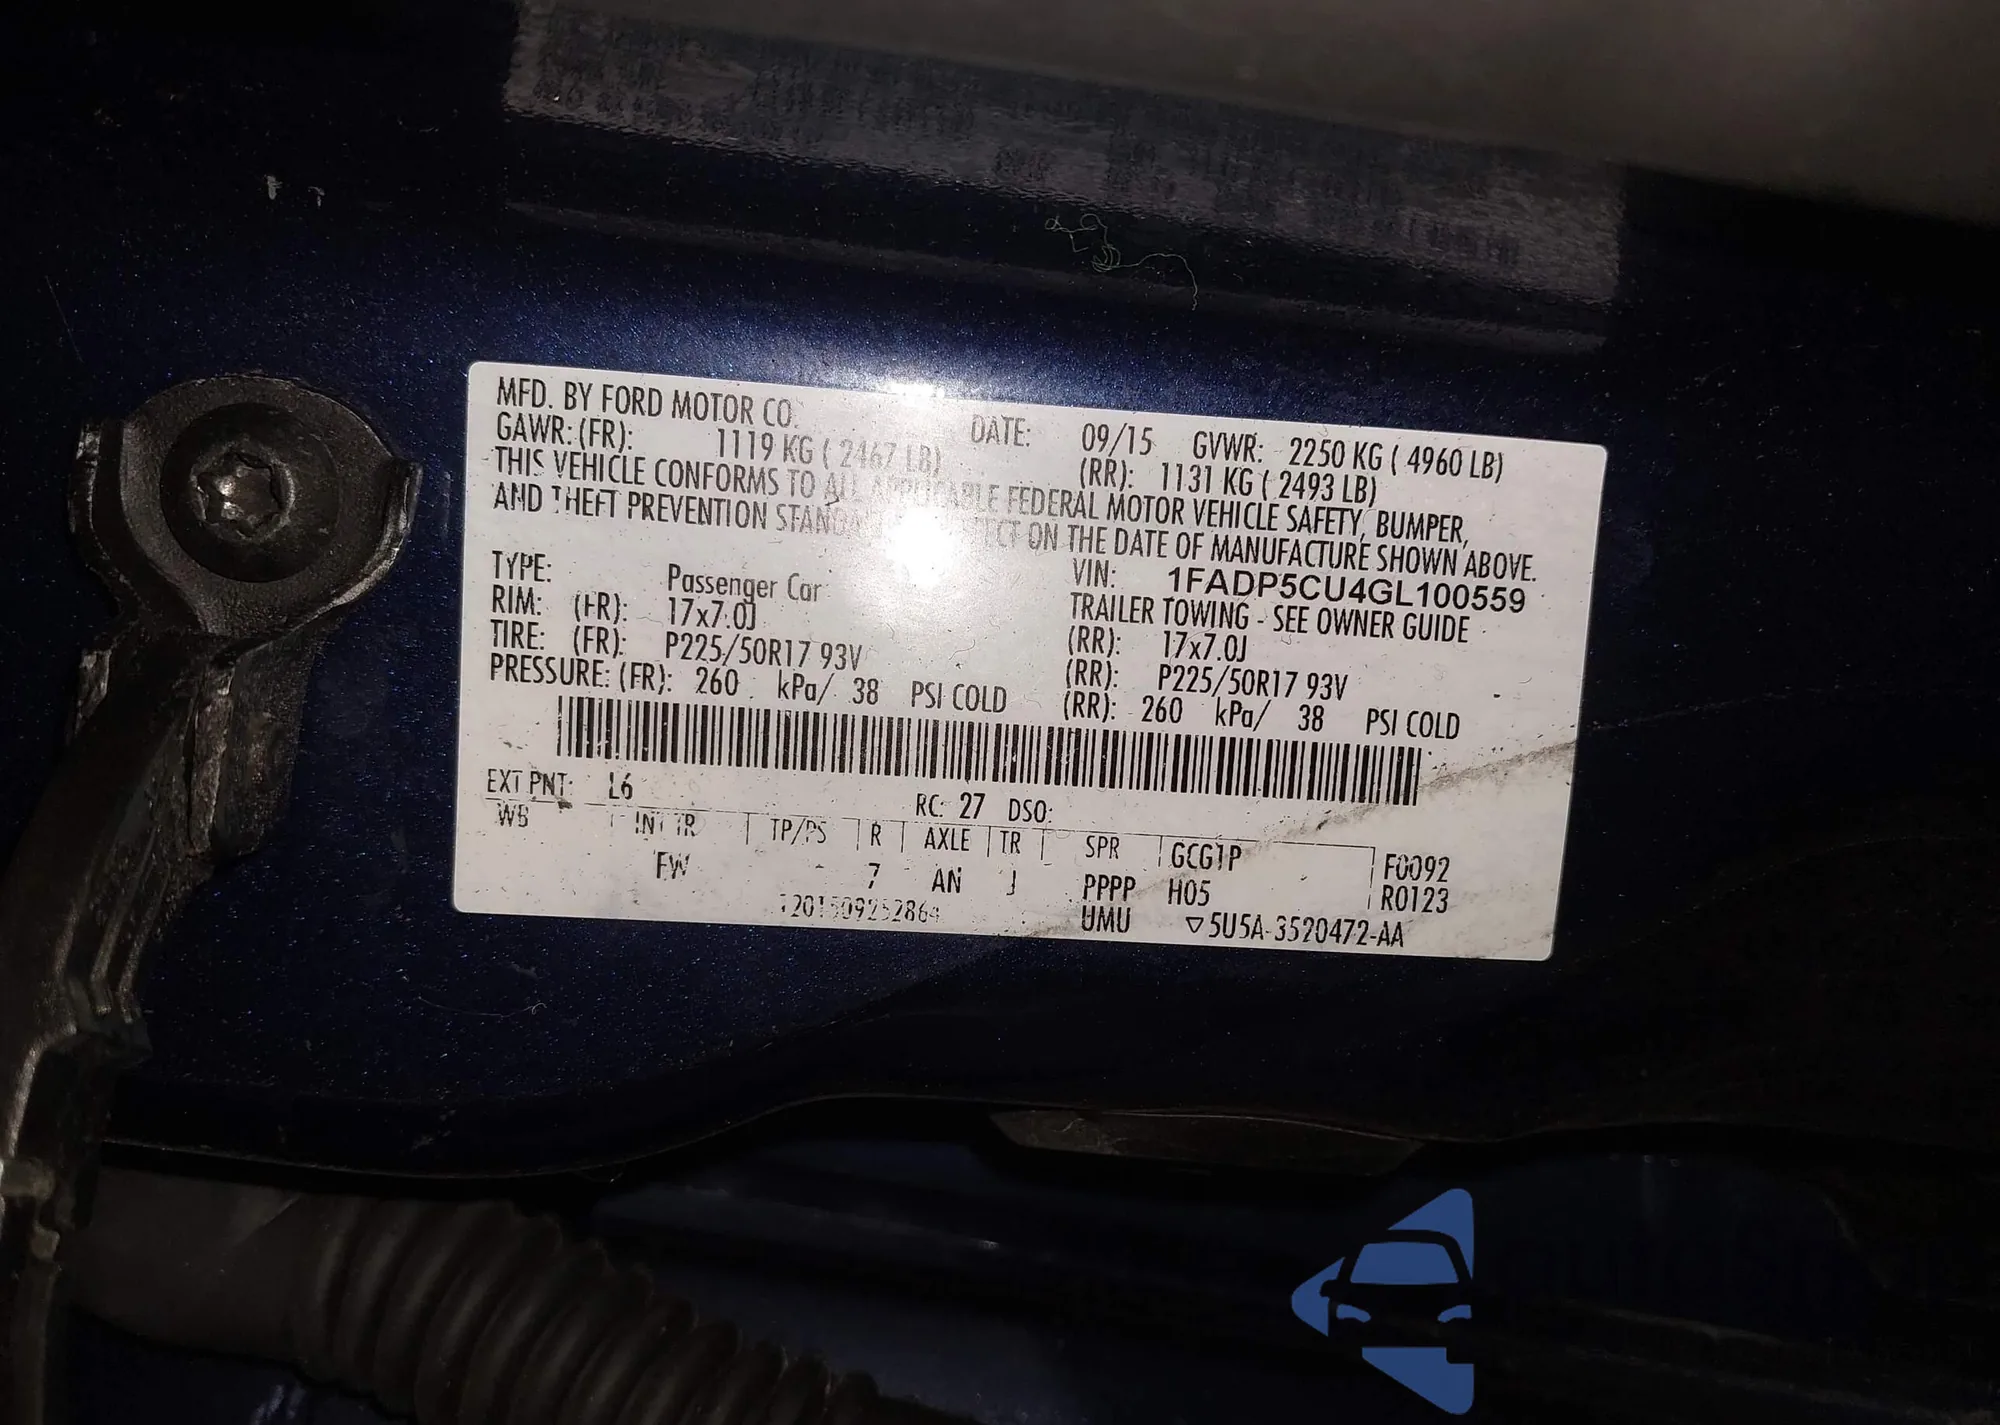 MFD. BY FORD MOTOR CO. DATE: 09/15 GVWR: 2250 KG ( 4960 LB)
GAWR: (FR): 1119 KG ( 2467 LB) (RR): 1131 KG ( 2493 LB)
THIS VEHICLE CONFORMS TO ALL APPLICABLE FEDERAL MOTOR VEHICLE SAFETY, BUMPER,
AND THEFT PREVENTION ON THE DATE OF MANUFACTURE SHOWN ABOVE.
VIN: 1FADP5CU4GL100559
TYPE: Passenger Car TRAILER TOWING - SEE OWNER GUIDE
RIM: (FR): 17x7.0J (RR): 17x7.0J
TIRE: (FR): P225/50R17 93V (RR): P225/50R17 93V
PRESSURE: (FR): 260 kPa/ 38 PSI COLD (RR): 260 kPa/ 38 PSI COLD
EXT PNT: L6 RC: 27 DSO:
WB INT TR TP/PS R AXLE TR SPR GCG1P F0092
FW 7 AN J PPPP H05 R0123
UMU ▽5U5A-3520472-AA